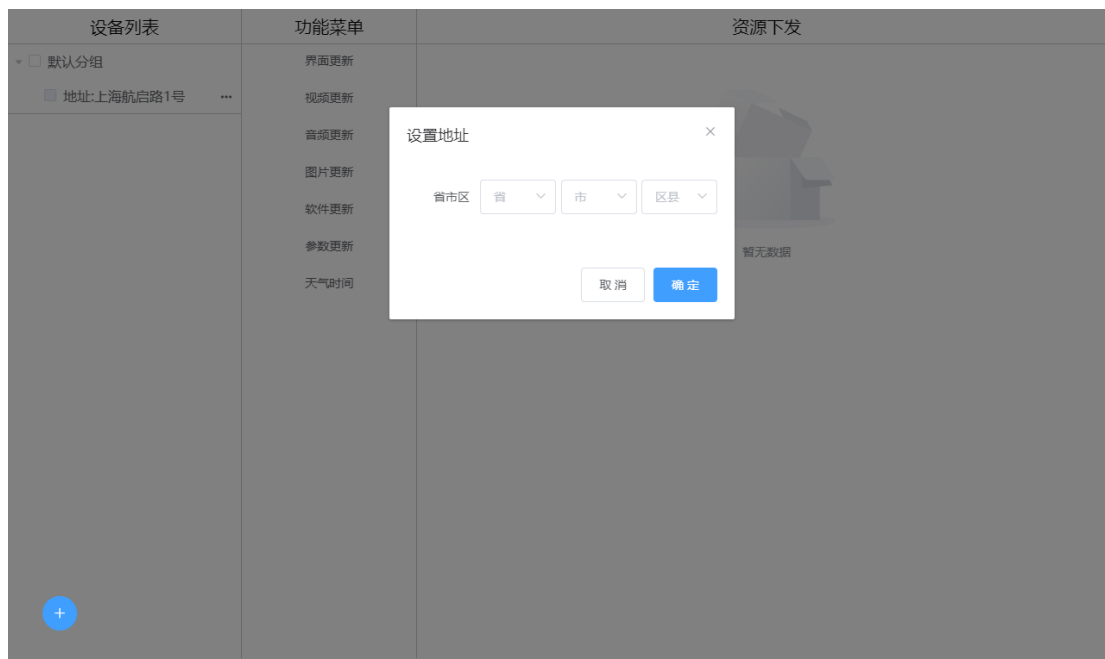 设备列表
功能菜单
资源下发
默认分组
地址:上海航启路1号
界面更新
视频更新
音频更新
图片更新
软件更新
参数更新
天气时间
设置地址
省市区 省 市 区县
取消 确定
暂无数据